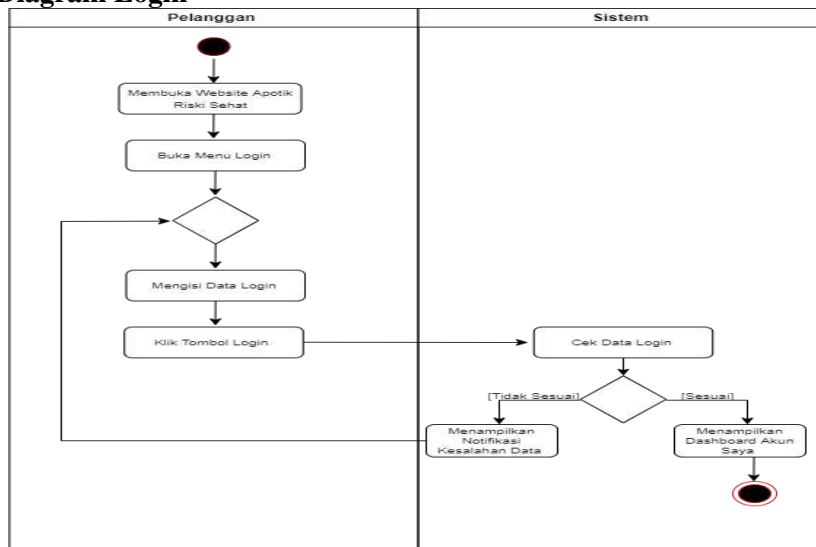 Diagram Login
Pelanggan
Sistem
Membuka Website Apotik
Riski Sehat
Buka Menu Login
Mengisi Data Login
Klik Tombol Login
Cek Data Login
[Tidak Sesuai]
[Sesuai]
Menampilkan
Notifikasi
Kesalahan Data
Menampilkan
Dashboard Akun
Saya